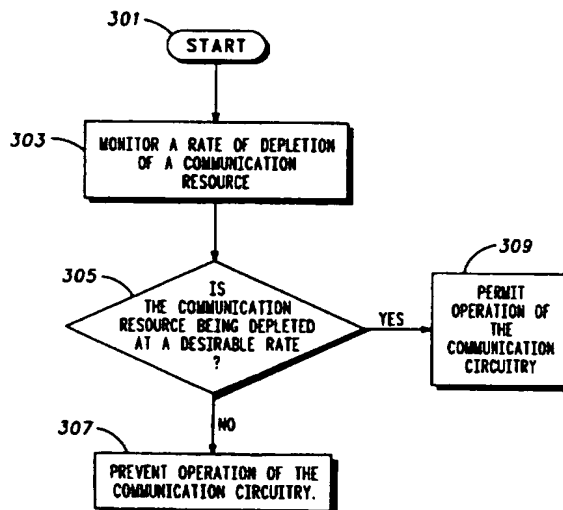 301
START
303
MONITOR A RATE OF DEPLETION
OF A COMMUNICATION
RESOURCE
305
IS
THE COMMUNICATION
RESOURCE BEING DEPLETED
AT A DESIRABLE RATE
?
YES
309
PERMIT
OPERATION OF
THE
COMMUNICATION
CIRCUITRY
NO
307
PREVENT OPERATION OF THE
COMMUNICATION CIRCUITRY.